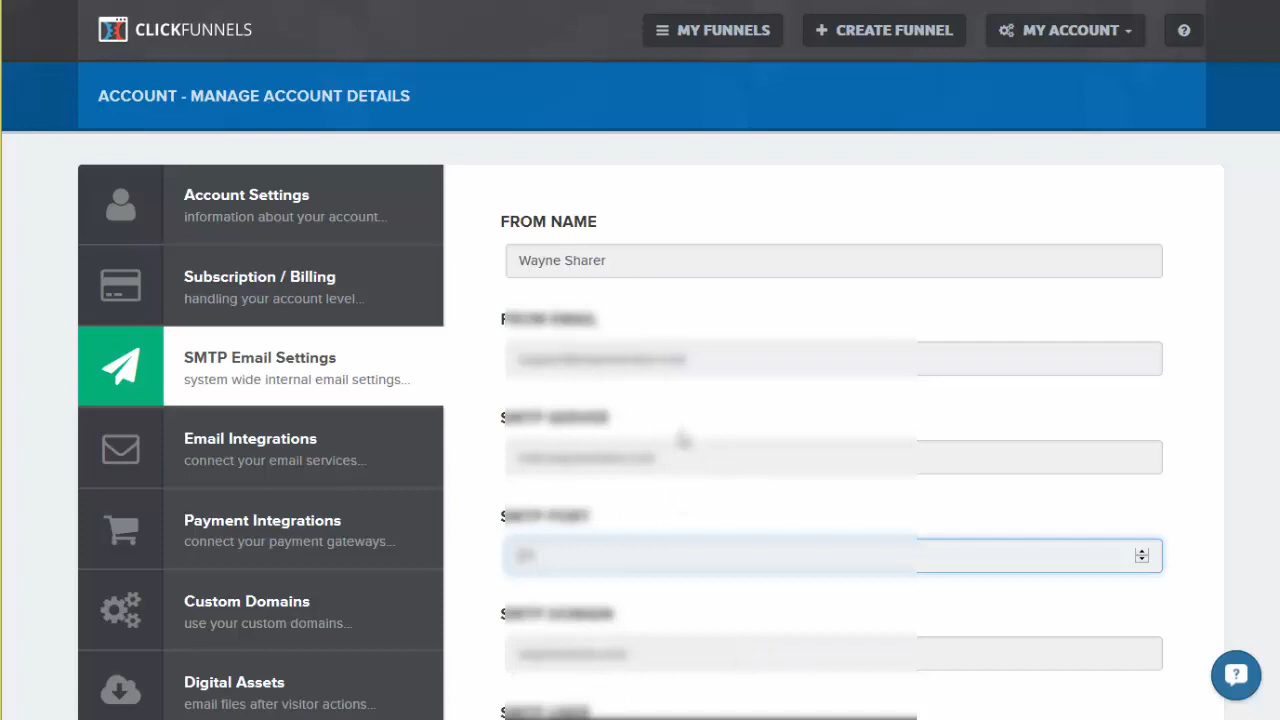 CLICKFUNNELS
MY FUNNELS
CREATE FUNNEL
MY ACCOUNT
ACCOUNT - MANAGE ACCOUNT DETAILS
Account Settings
information about your account...
Subscription / Billing
handling your account level...
SMTP Email Settings
system wide internal email settings...
Email Integrations
connect your email services...
Payment Integrations
connect your payment gateways...
Custom Domains
use your custom domains...
Digital Assets
email files after visitor actions...
FROM NAME
Wayne Sharer